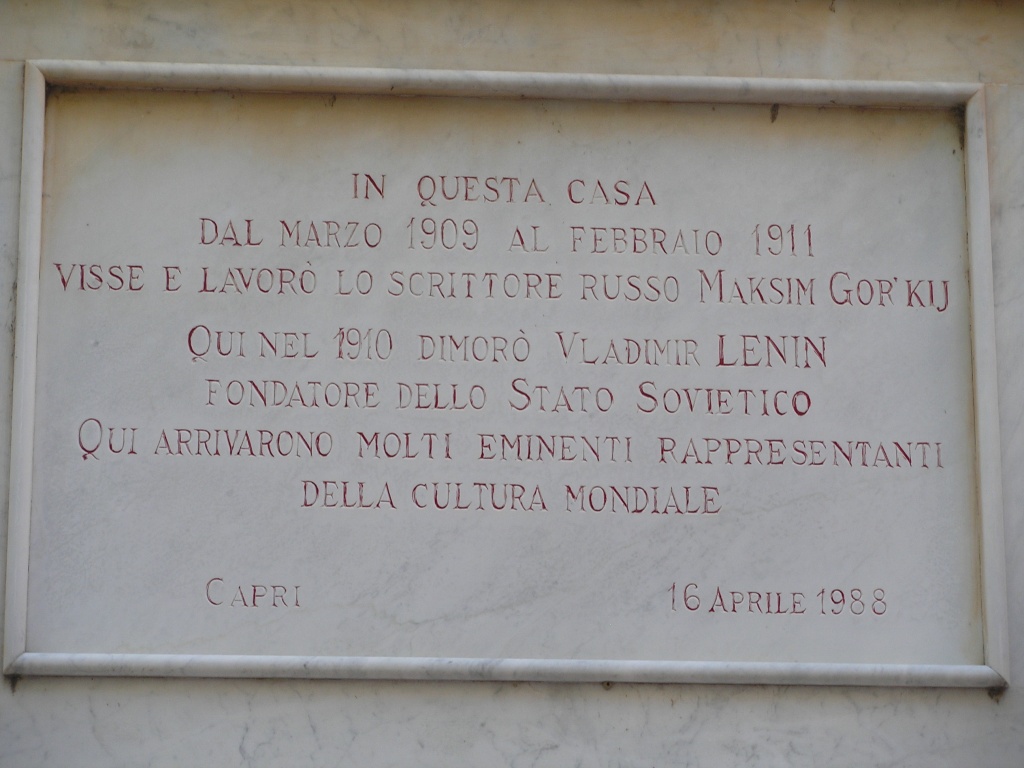 IN QUESTA CASA
DAL MARZO 1909 AL FEBBRAIO 1911
VISSE E LAVORÒ LO SCRITTORE RUSSO MAKSIM GOR'KIJ
QUI NEL 1910 DIMORÒ VLADIMIR LENIN
FONDATORE DELLO STATO SOVIETICO
QUI ARRIVARONO MOLTI EMINENTI RAPPRESENTANTI
DELLA CULTURA MONDIALE
CAPRI 16 APRILE 1988